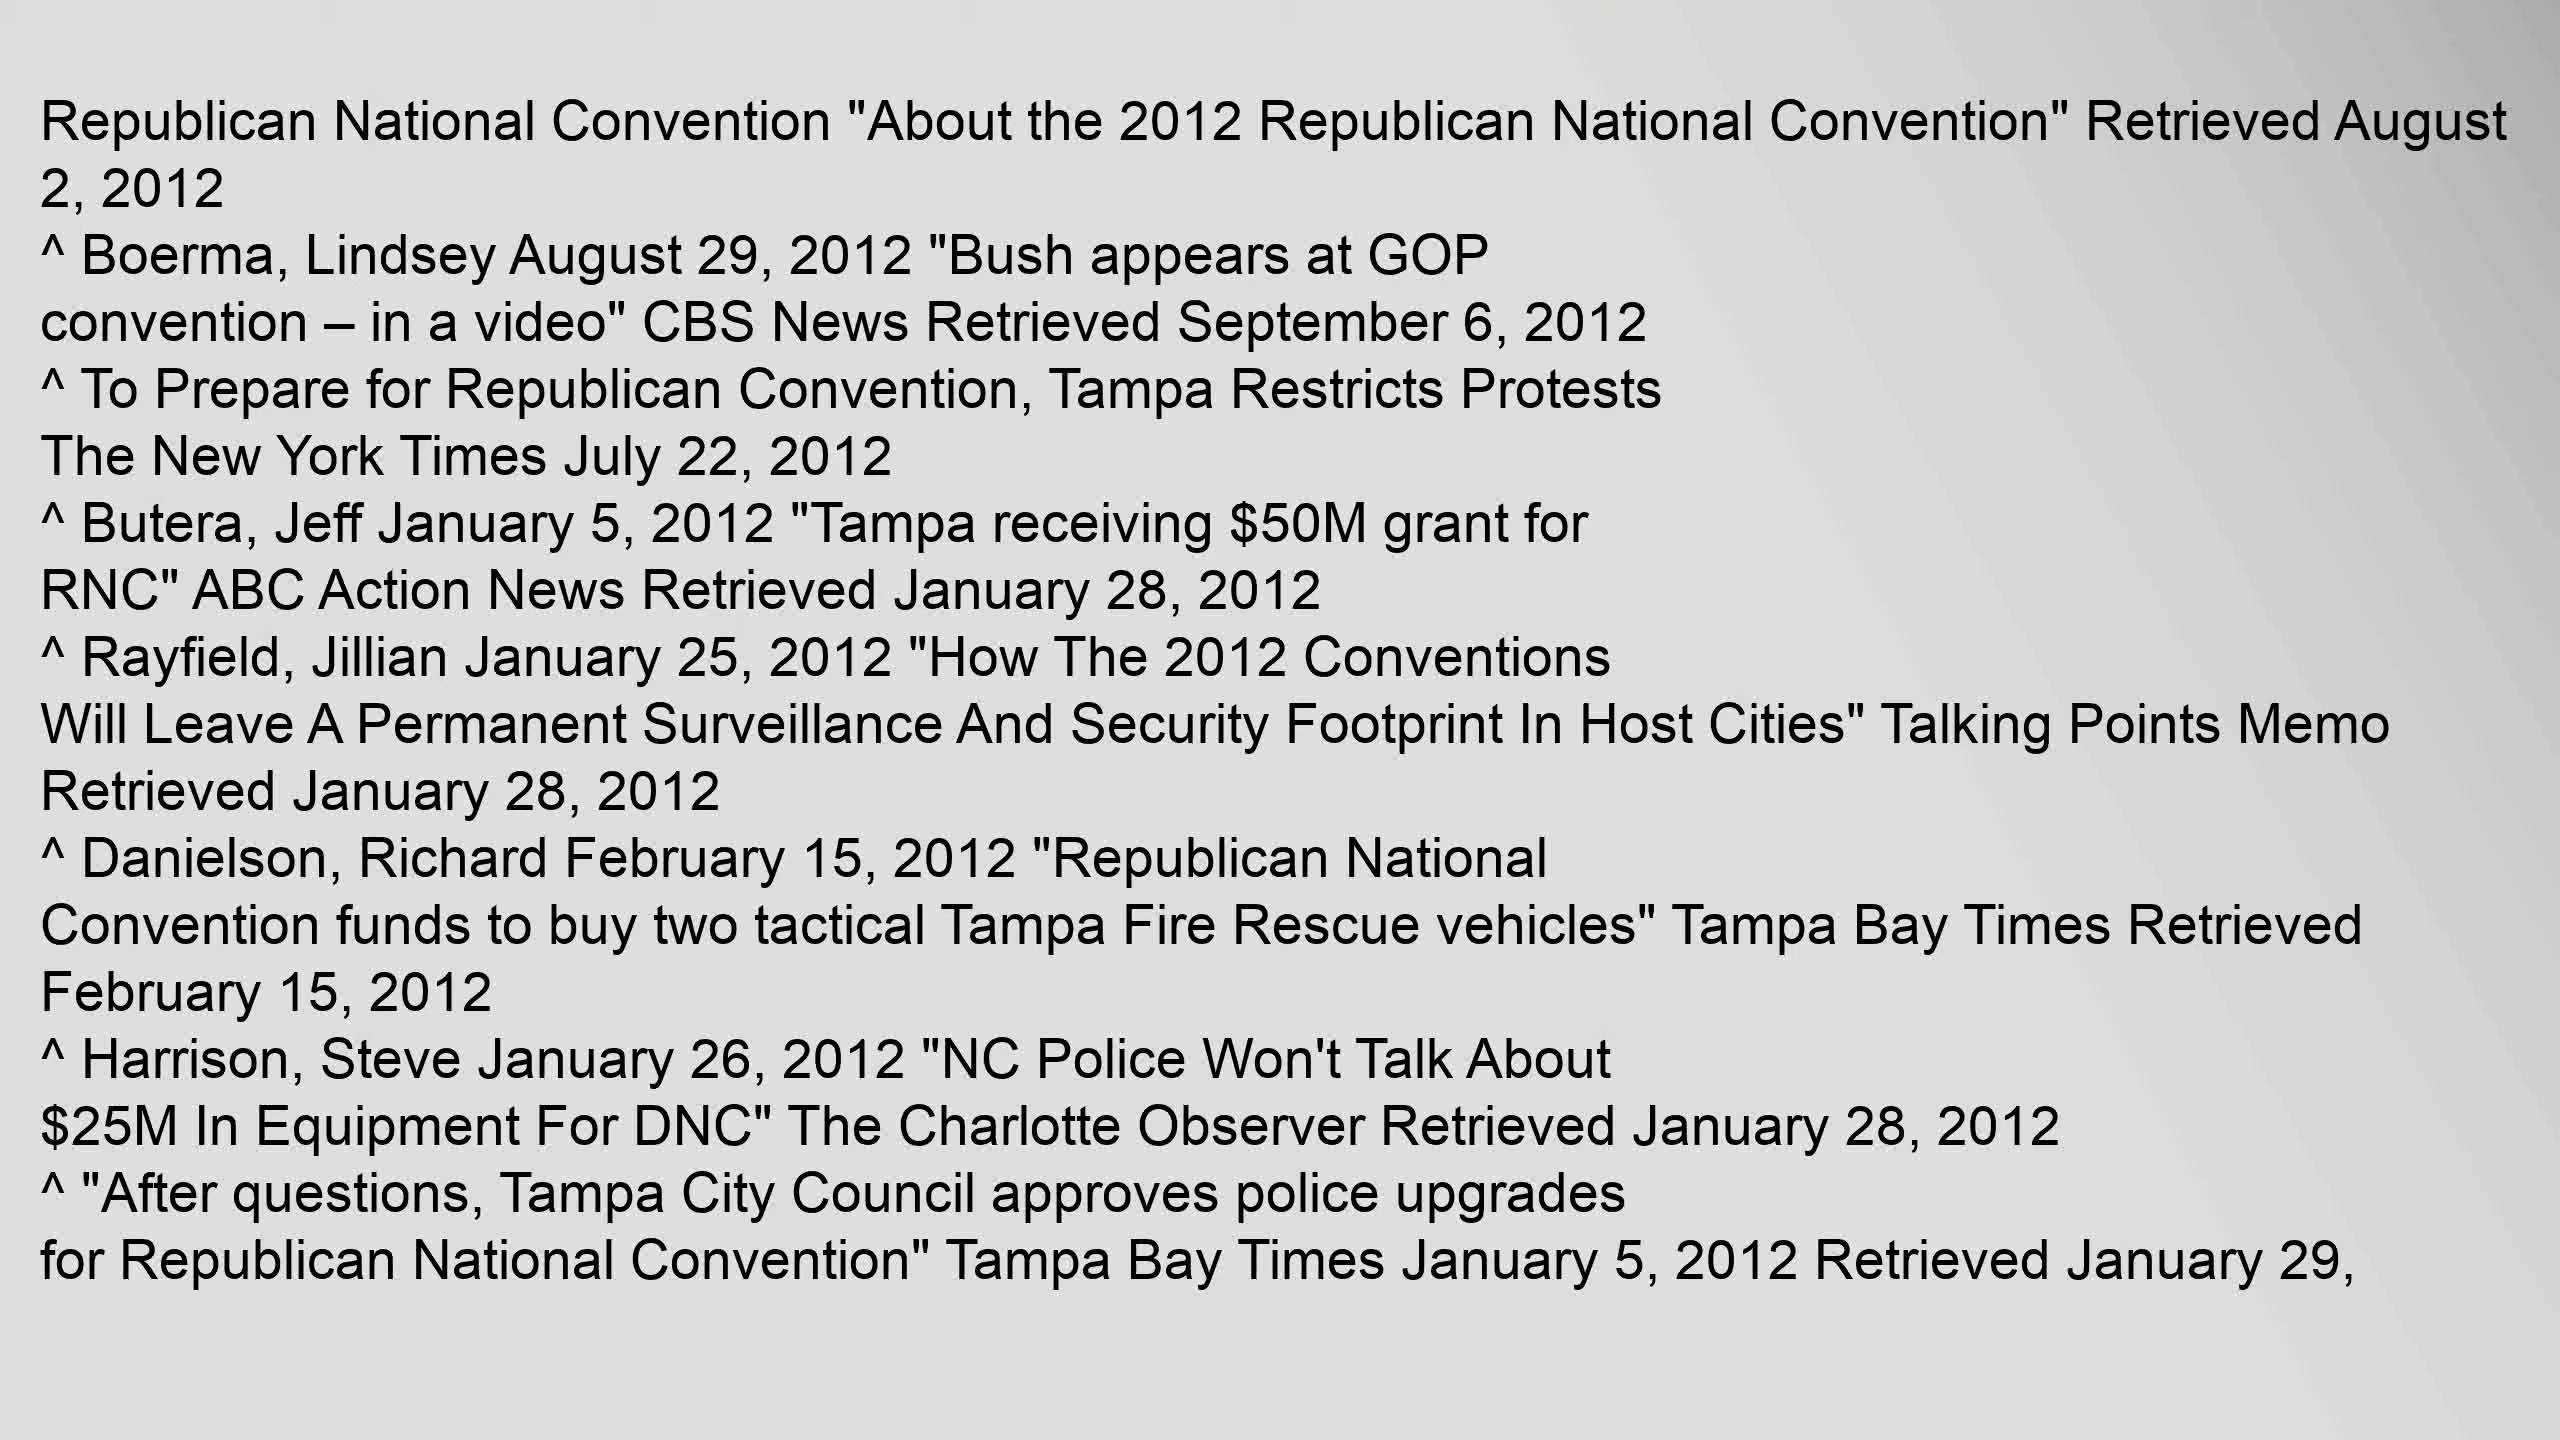 Republican National Convention "About the 2012 Republican National Convention" Retrieved August
2, 2012
^ Boerma, Lindsey August 29, 2012 "Bush appears at GOP
convention – in a video" CBS News Retrieved September 6, 2012
^ To Prepare for Republican Convention, Tampa Restricts Protests
The New York Times July 22, 2012
^ Butera, Jeff January 5, 2012 "Tampa receiving $50M grant for
RNC" ABC Action News Retrieved January 28, 2012
^ Rayfield, Jillian January 25, 2012 "How The 2012 Conventions
Will Leave A Permanent Surveillance And Security Footprint In Host Cities" Talking Points Memo
Retrieved January 28, 2012
^ Danielson, Richard February 15, 2012 "Republican National
Convention funds to buy two tactical Tampa Fire Rescue vehicles" Tampa Bay Times Retrieved
February 15, 2012
^ Harrison, Steve January 26, 2012 "NC Police Won't Talk About
$25M In Equipment For DNC" The Charlotte Observer Retrieved January 28, 2012
^ "After questions, Tampa City Council approves police upgrades
for Republican National Convention" Tampa Bay Times January 5, 2012 Retrieved January 29,